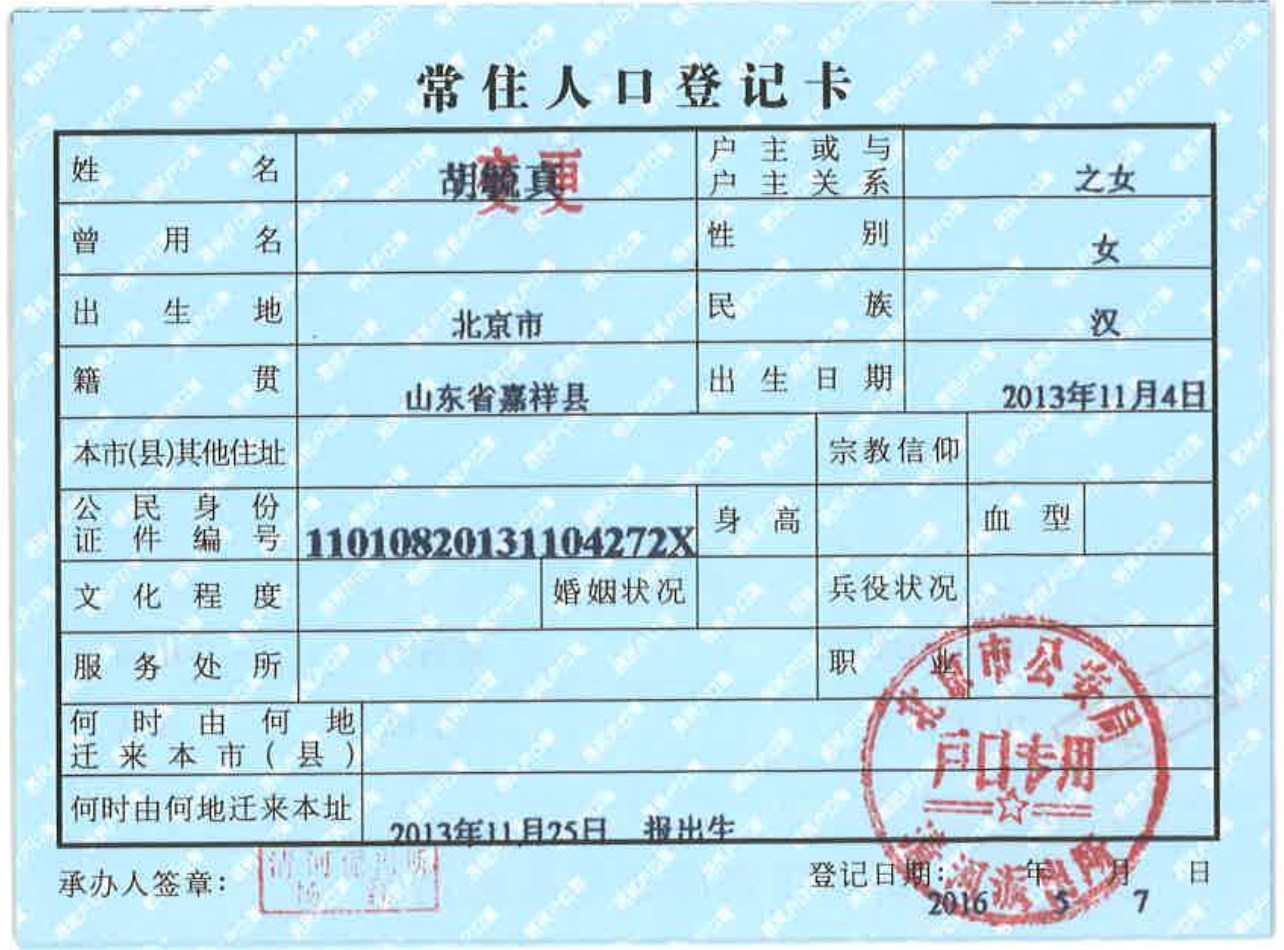 常住人口登记卡
姓名 胡毓真 变更 户主或与户主关系 之女
曾用名 性别 女
出生地 北京市 民族 汉
籍贯 山东省嘉祥县 出生日期 2013年11月4日
本市(县)其他住址 宗教信仰
公民身份证件编号 11010820131104272X 身高 血型
文化程度 婚姻状况 兵役状况
服务处所 职业
何时由何地迁来本市(县)
何时由何地迁来本址 2013年11月25日 报出生
北京市公安局
户口专用
清河派出所
承办人签章: 登记日期: 2016年5月7日